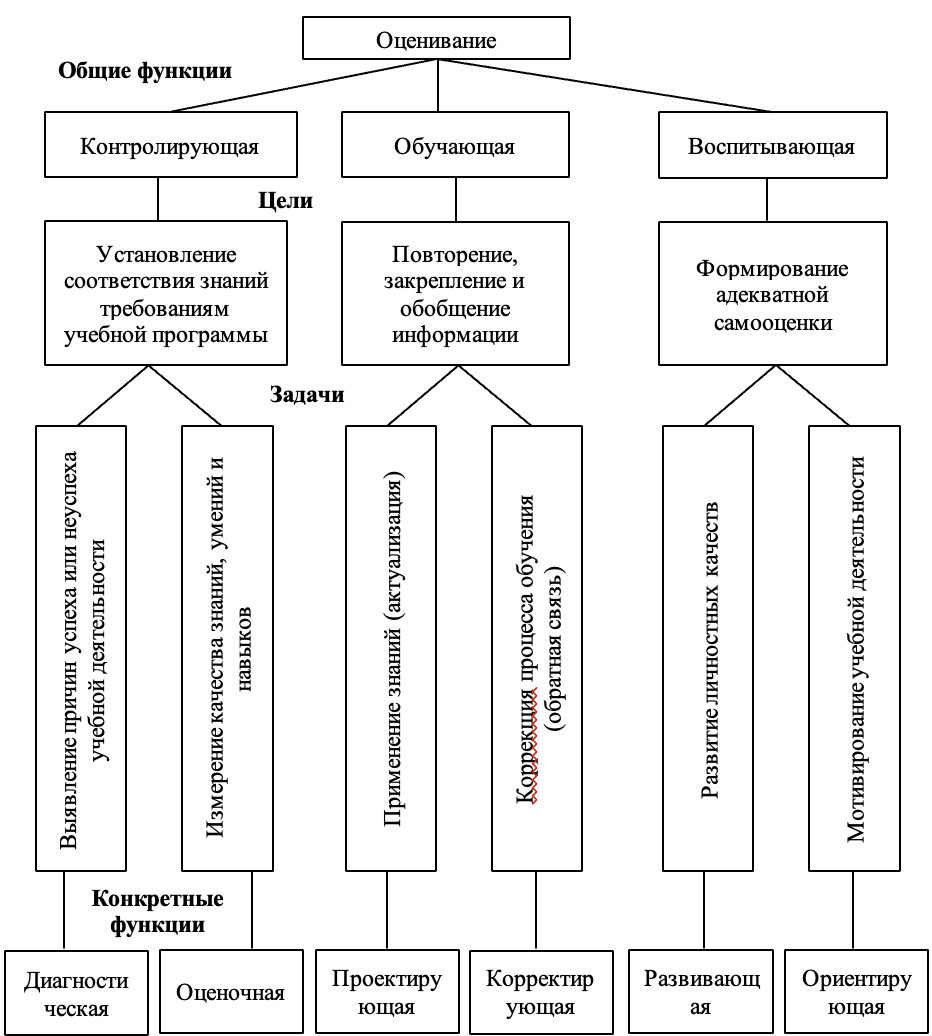 Оценивание
Общие функции
Контролирующая
Обучающая
Воспитывающая
Цели
Установление
соответствия знаний
требованиям
учебной программы
Повторение,
закрепление и
обобщение
информации
Формирование
адекватной
самооценки
Задачи
Выявление причин успеха или неуспеха
учебной деятельности
Измерение качества знаний, умений и
навыков
Применение знаний (актуализация)
Коррекция процесса обучения
(обратная связь)
Развитие личностных качеств
Мотивирование учебной деятельности
Конкретные
функции
Диагности
ческая
Оценочная
Проектиру
ющая
Корректир
ующая
Развивающ
ая
Ориентиру
ющая